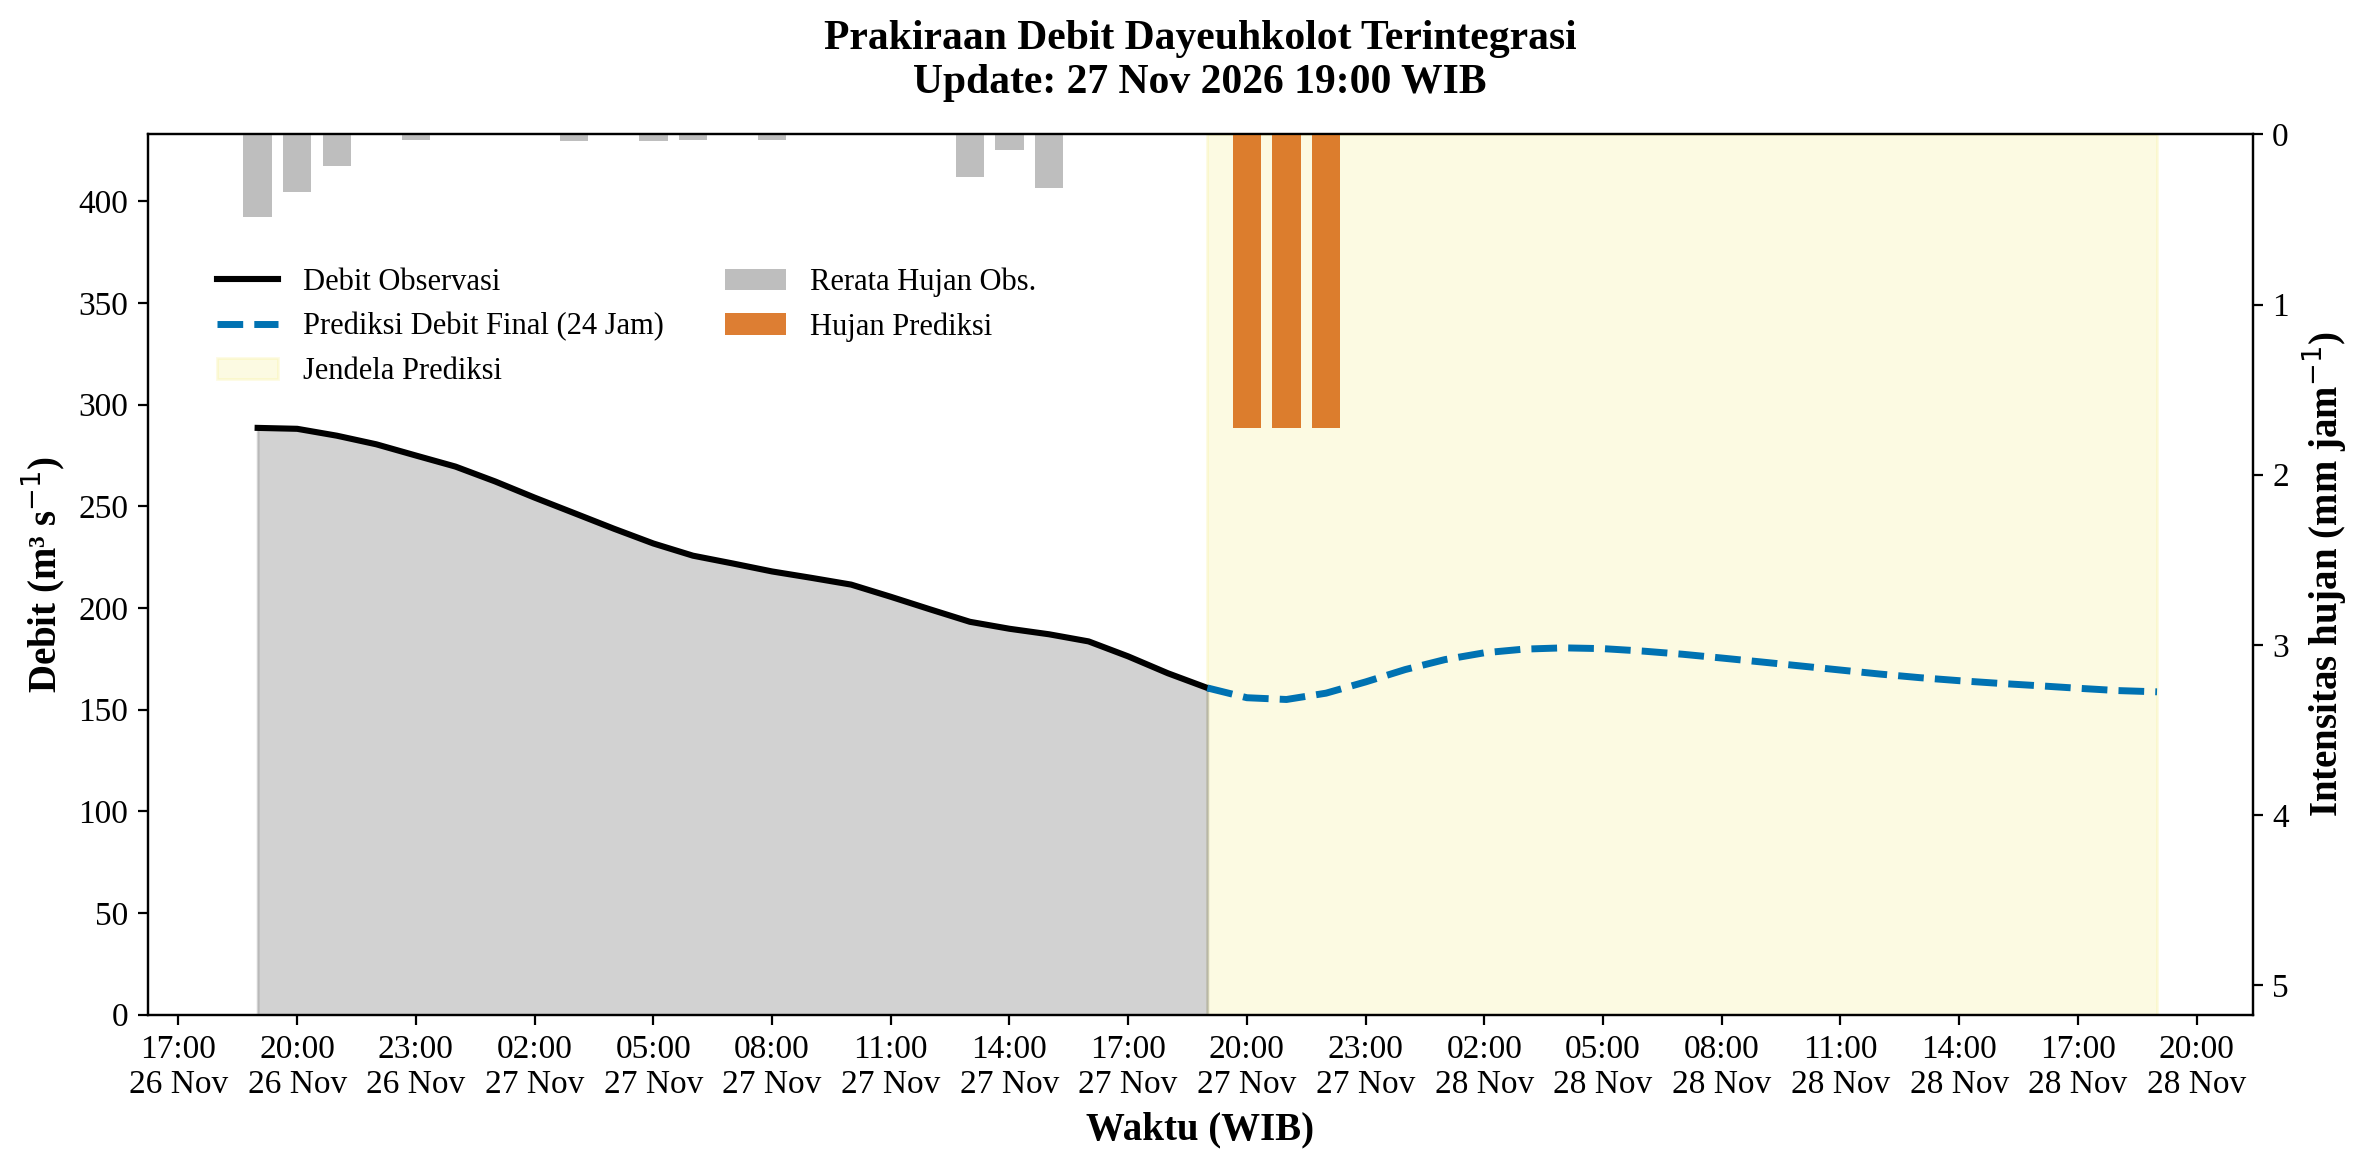 Prakiraan Debit Dayeuhkolot Terintegrasi
Update: 27 Nov 2026 19:00 WIB
Debit Observasi
Prediksi Debit Final (24 Jam)
Jendela Prediksi
Rerata Hujan Obs.
Hujan Prediksi
Debit (m³ s⁻¹)
400
350
300
250
200
150
100
50
0
Intensitas hujan (mm jam⁻¹)
0
1
2
3
4
5
17:00 20:00 23:00 02:00 05:00 08:00 11:00 14:00 17:00 20:00 23:00 02:00 05:00 08:00 11:00 14:00 17:00 20:00
26 Nov 26 Nov 26 Nov 27 Nov 27 Nov 27 Nov 27 Nov 27 Nov 27 Nov 27 Nov 27 Nov 28 Nov 28 Nov 28 Nov 28 Nov 28 Nov 28 Nov 28 Nov
Waktu (WIB)